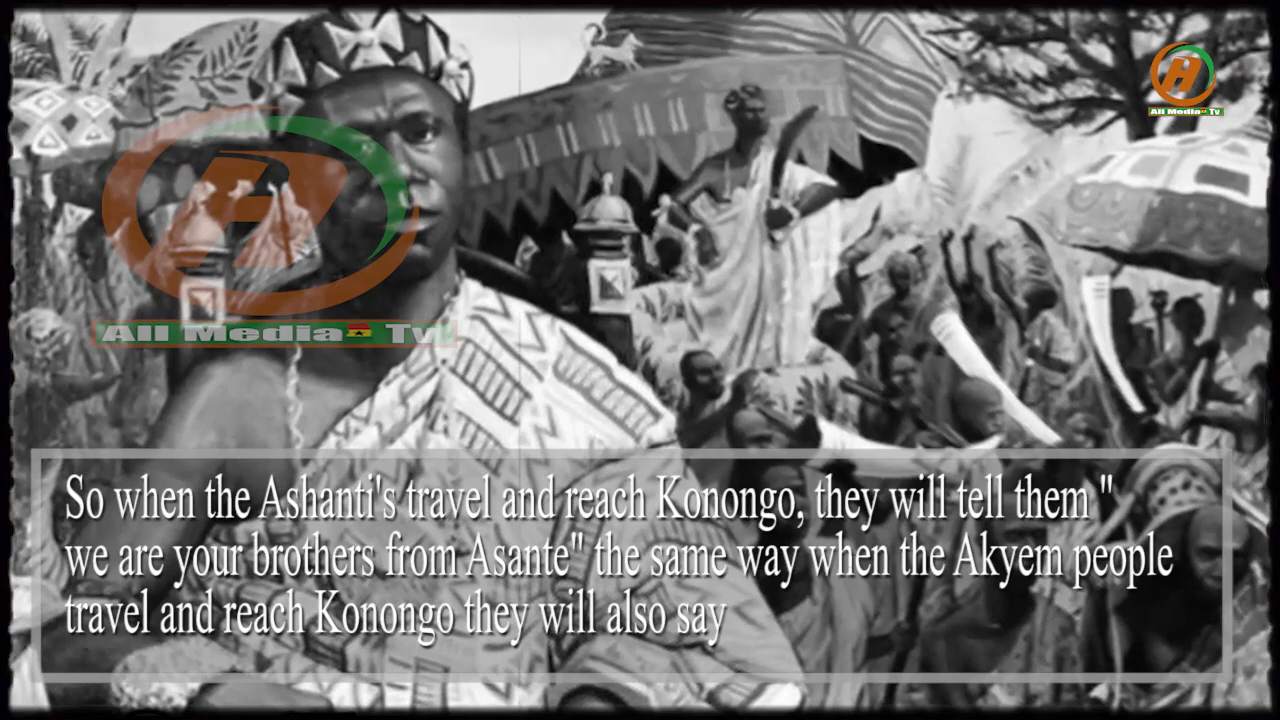 All Media Tv
All Media Tv
So when the Ashanti's travel and reach Konongo, they will tell them "
we are your brothers from Asante" the same way when the Akyem people
travel and reach Konongo they will also say